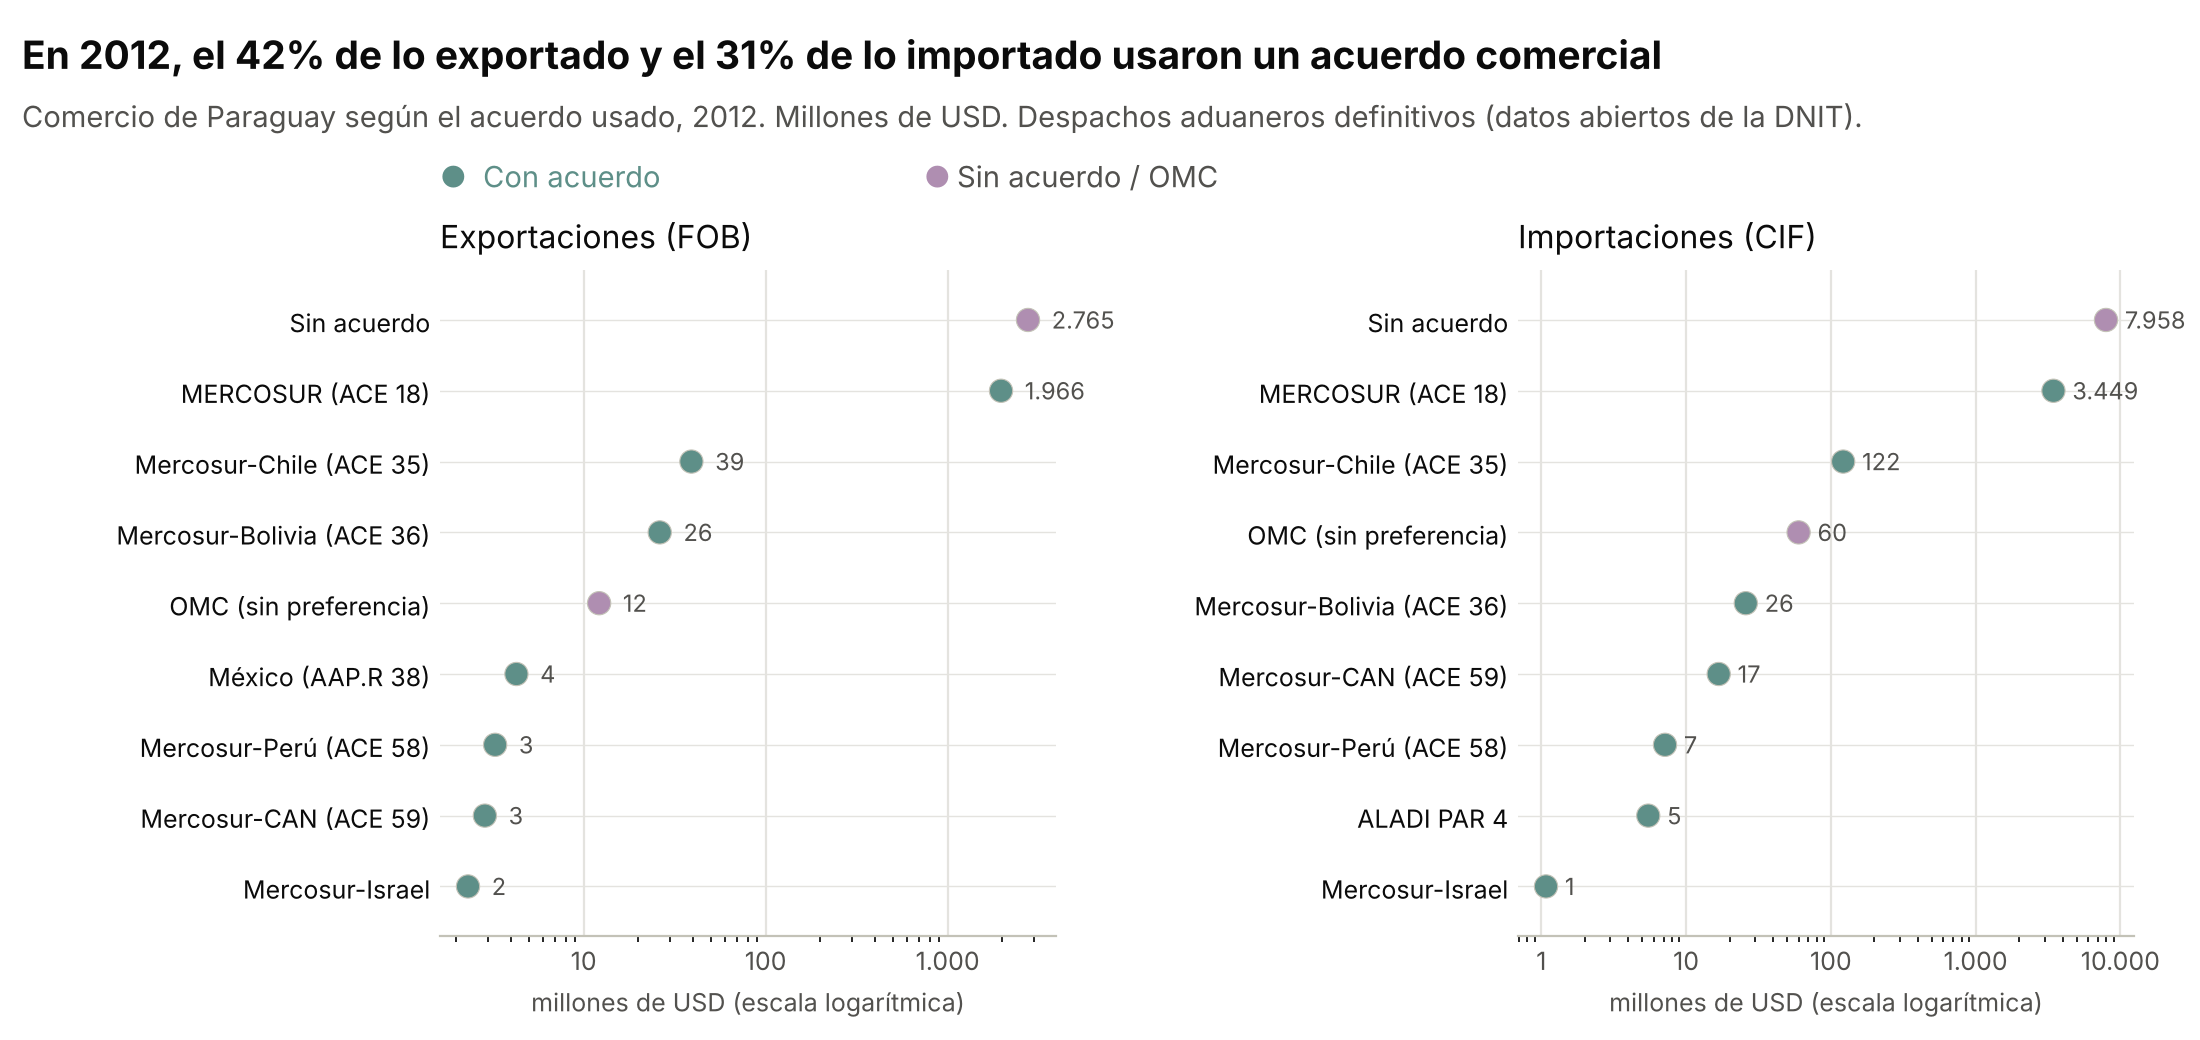 En 2012, el 42% de lo exportado y el 31% de lo importado usaron un acuerdo comercial
Comercio de Paraguay según el acuerdo usado, 2012. Millones de USD. Despachos aduaneros definitivos (datos abiertos de la DNIT).
Con acuerdo
Sin acuerdo / OMC
Exportaciones (FOB)
Sin acuerdo 2.765
MERCOSUR (ACE 18) 1.966
Mercosur-Chile (ACE 35) 39
Mercosur-Bolivia (ACE 36) 26
OMC (sin preferencia) 12
México (AAP.R 38) 4
Mercosur-Perú (ACE 58) 3
Mercosur-CAN (ACE 59) 3
Mercosur-Israel 2
10 100 1.000
millones de USD (escala logarítmica)
Importaciones (CIF)
Sin acuerdo 7.958
MERCOSUR (ACE 18) 3.449
Mercosur-Chile (ACE 35) 122
OMC (sin preferencia) 60
Mercosur-Bolivia (ACE 36) 26
Mercosur-CAN (ACE 59) 17
Mercosur-Perú (ACE 58) 7
ALADI PAR 4 5
Mercosur-Israel 1
1 10 100 1.000 10.000
millones de USD (escala logarítmica)